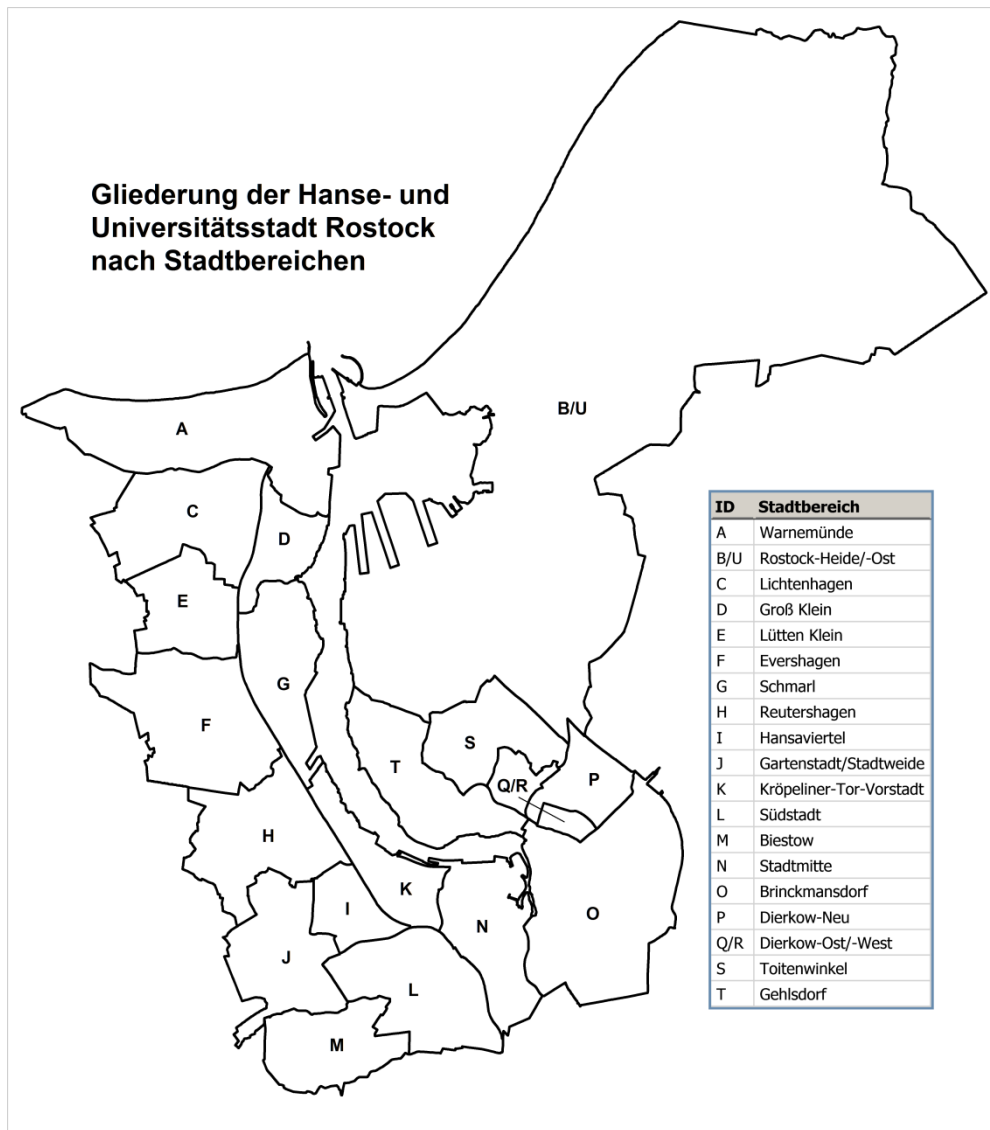 Gliederung der Hanse- und
Universitätsstadt Rostock
nach Stadtbereichen
B/U
A
C
D
E
G
F
S
T
P
Q/R
H
K
I
O
N
J
L
M
ID Stadtbereich
A Warnemünde
B/U Rostock-Heide/-Ost
C Lichtenhagen
D Groß Klein
E Lütten Klein
F Evershagen
G Schmarl
H Reutershagen
I Hansaviertel
J Gartenstadt/Stadtweide
K Kröpeliner-Tor-Vorstadt
L Südstadt
M Biestow
N Stadtmitte
O Brinckmansdorf
P Dierkow-Neu
Q/R Dierkow-Ost/-West
S Toitenwinkel
T Gehlsdorf